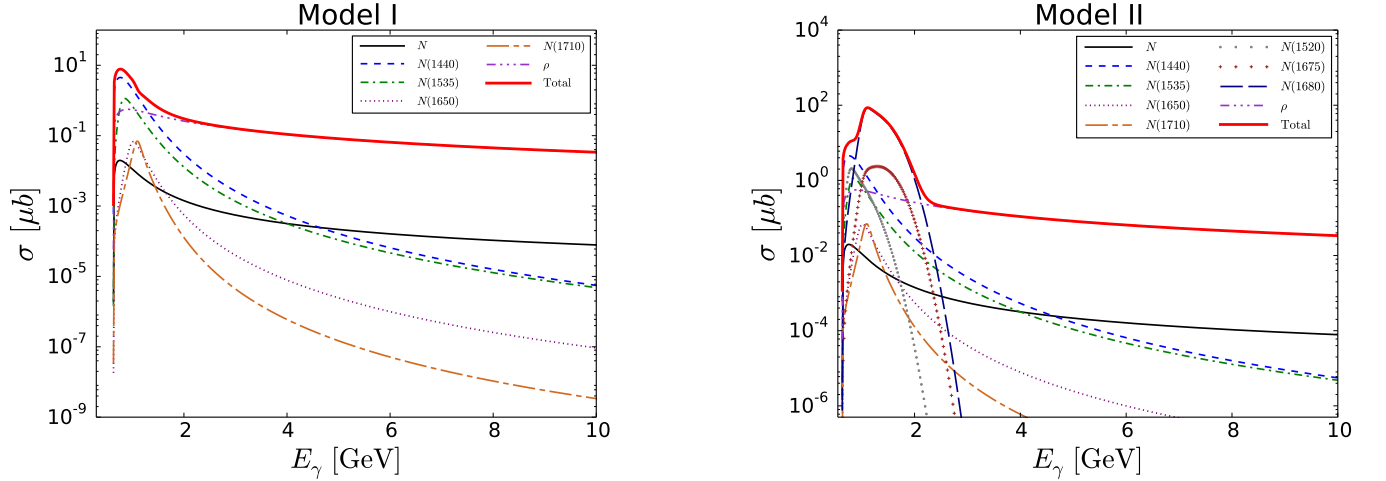 Model I
10^1
10^-1
10^-3
10^-5
10^-7
10^-9
σ [μb]
N
N(1440)
N(1535)
N(1650)
N(1710)
ρ
Total
2
4
6
8
10
E_γ [GeV]
Model II
10^4
10^2
10^0
10^-2
10^-4
10^-6
σ [μb]
N
N(1440)
N(1535)
N(1650)
N(1710)
N(1520)
N(1675)
N(1680)
ρ
Total
2
4
6
8
10
E_γ [GeV]